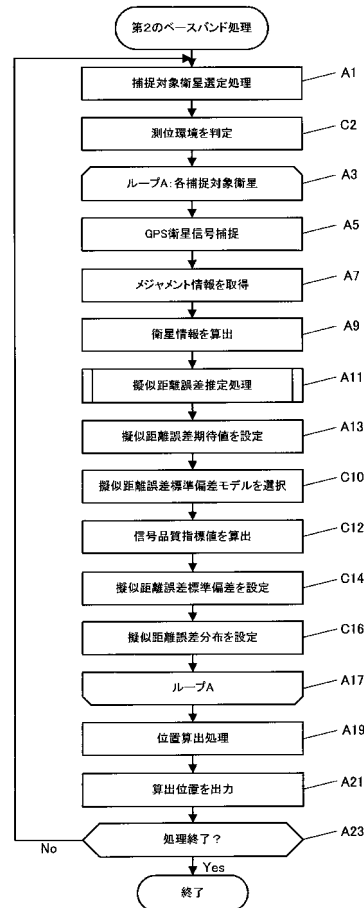 第2のベースバンド処理
捕捉対象衛星選定処理 A1
測位環境を判定 C2
ループA:各捕捉対象衛星 A3
GPS衛星信号捕捉 A5
メジャメント情報を取得 A7
衛星情報を算出 A9
擬似距離誤差推定処理 A11
擬似距離誤差期待値を設定 A13
擬似距離誤差標準偏差モデルを選択 C10
信号品質指標値を算出 C12
擬似距離誤差標準偏差を設定 C14
擬似距離誤差分布を設定 C16
ループA A17
位置算出処理 A19
算出位置を出力 A21
処理終了? A23
No
Yes
終了